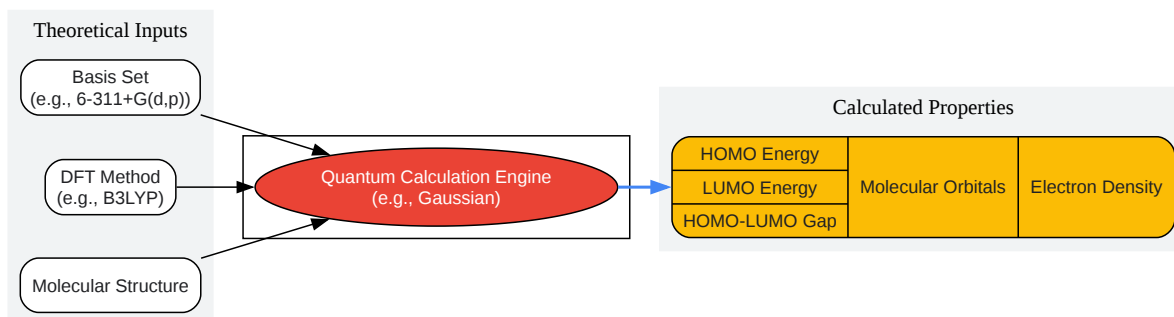 Theoretical Inputs
Basis Set
(e.g., 6-311+G(d,p))
DFT Method
(e.g., B3LYP)
Molecular Structure
Quantum Calculation Engine
(e.g., Gaussian)
Calculated Properties
HOMO Energy
LUMO Energy
HOMO-LUMO Gap
Molecular Orbitals
Electron Density